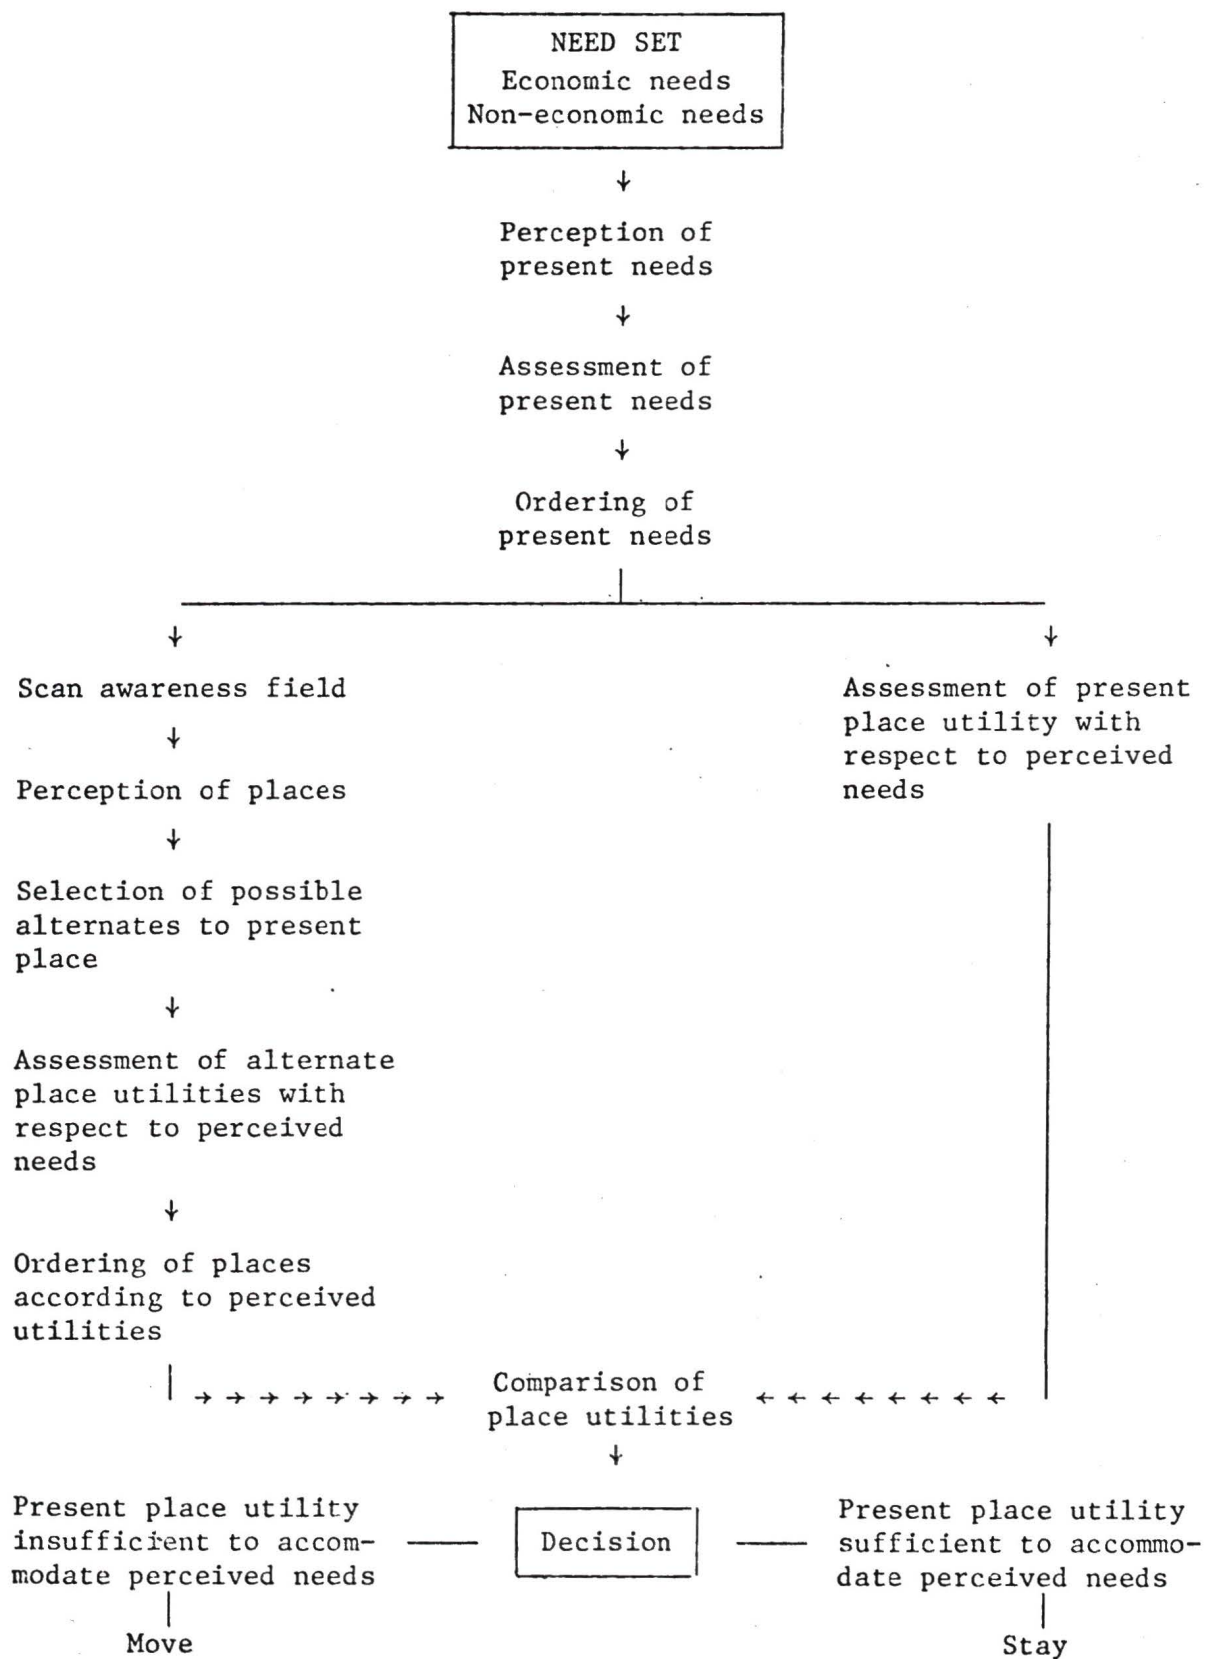 NEED SET
Economic needs
Non-economic needs
Perception of
present needs
Assessment of
present needs
Ordering of
present needs
Scan awareness field
Perception of places
Selection of possible
alternates to present
place
Assessment of alternate
place utilities with
respect to perceived
needs
Ordering of places
according to perceived
utilities
Assessment of present
place utility with
respect to perceived
needs
Comparison of
place utilities
Decision
Present place utility
insufficient to accom-
modate perceived needs
Move
Present place utility
sufficient to accommo-
date perceived needs
Stay